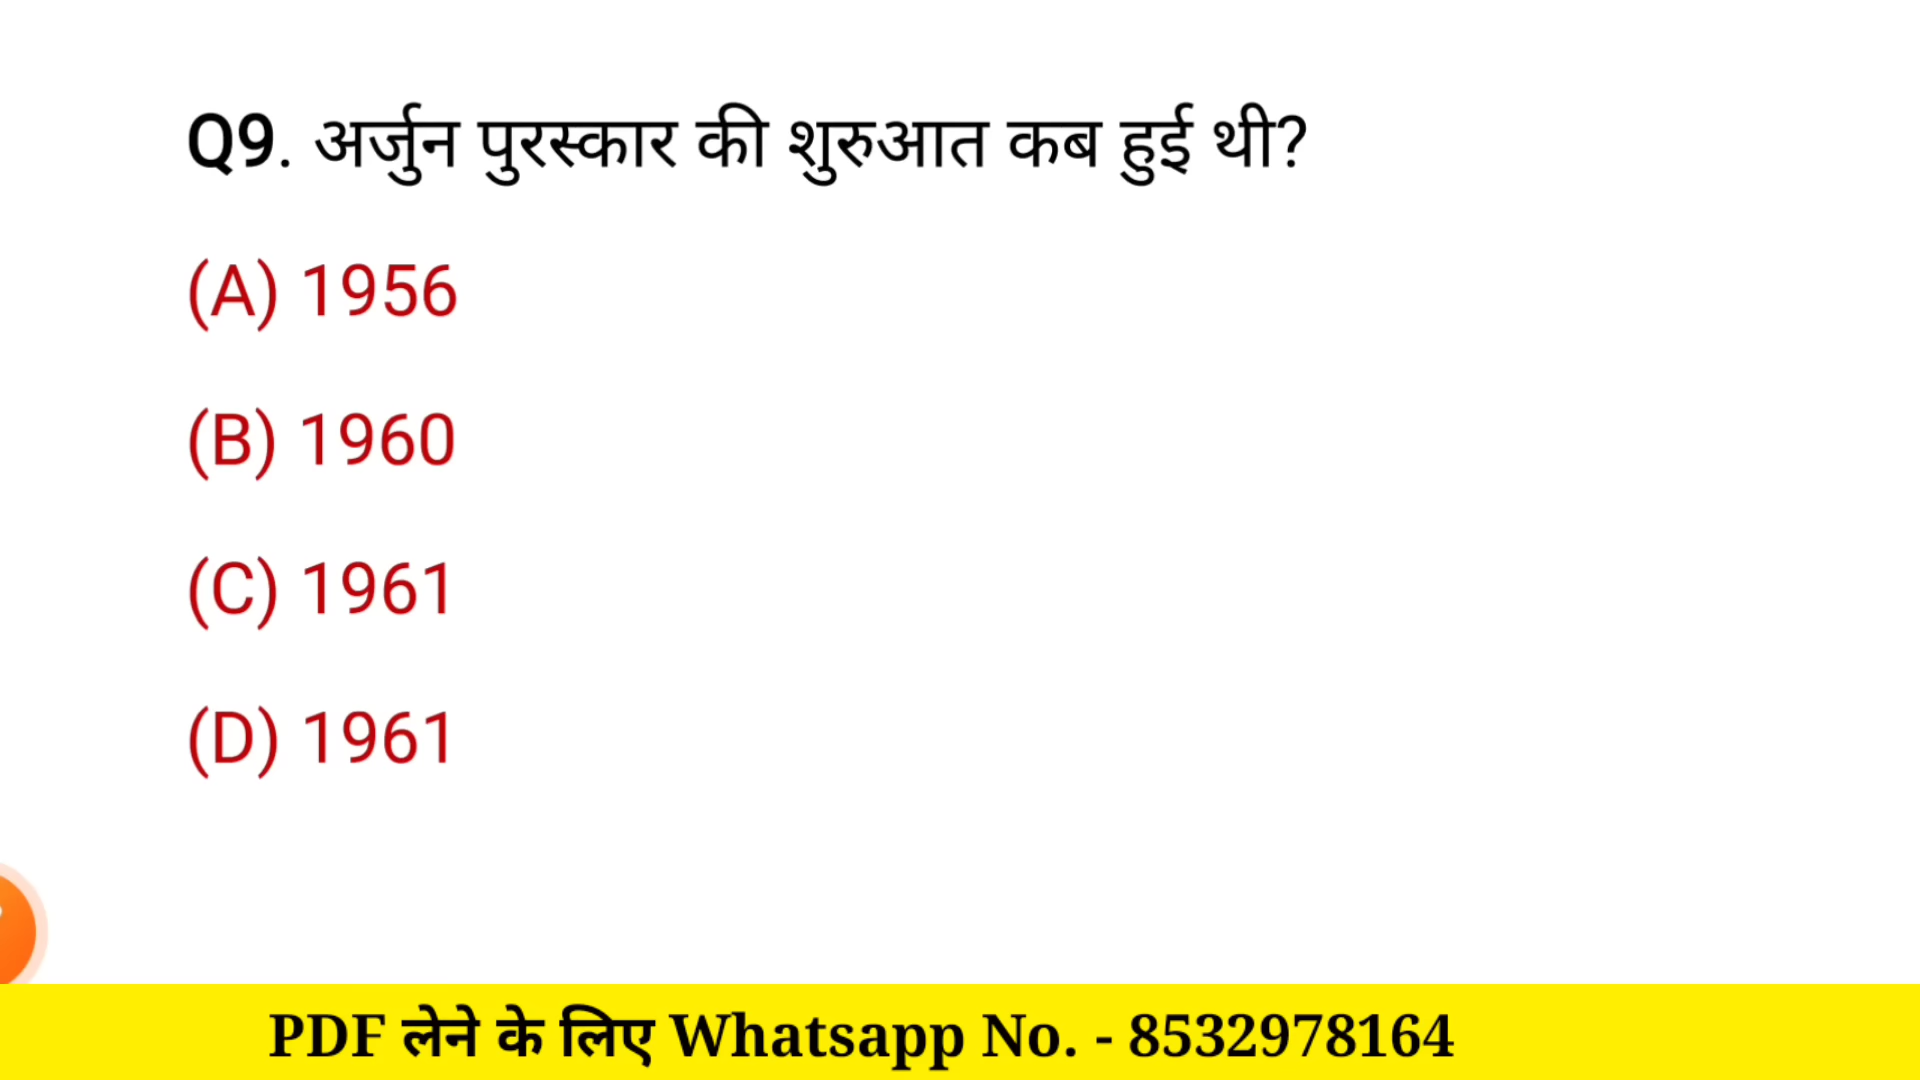 Q9. अर्जुन पुरस्कार की शुरुआत कब हुई थी?
(A) 1956
(B) 1960
(C) 1961
(D) 1961
PDF लेने के लिए Whatsapp No. - 8532978164